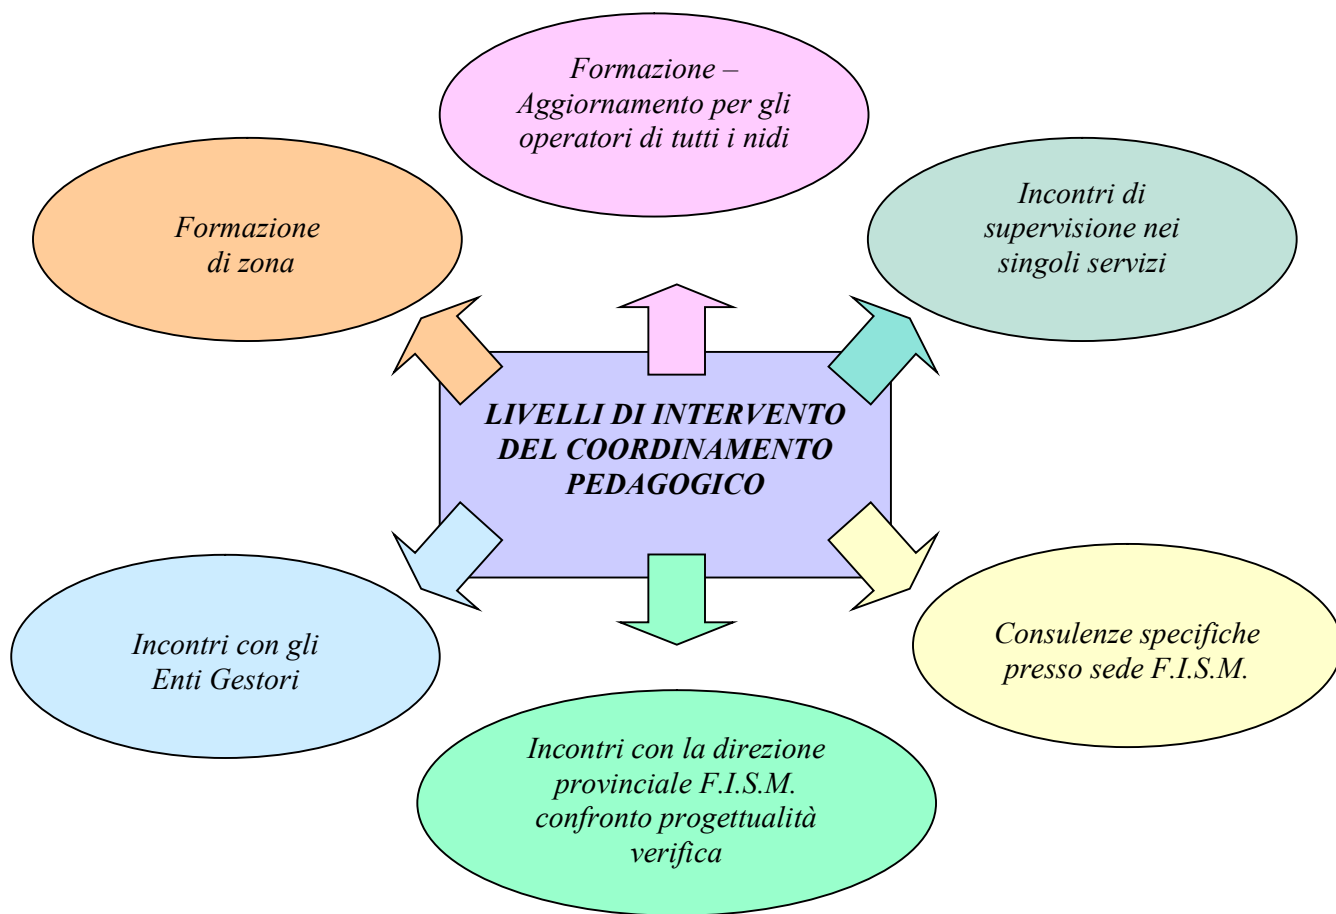 Formazione –
Aggiornamento per gli
operatori di tutti i nidi
Formazione
di zona
Incontri di
supervisione nei
singoli servizi
LIVELLI DI INTERVENTO
DEL COORDINAMENTO
PEDAGOGICO
Incontri con gli
Enti Gestori
Consulenze specifiche
presso sede F.I.S.M.
Incontri con la direzione
provinciale F.I.S.M.
confronto progettualità
verifica